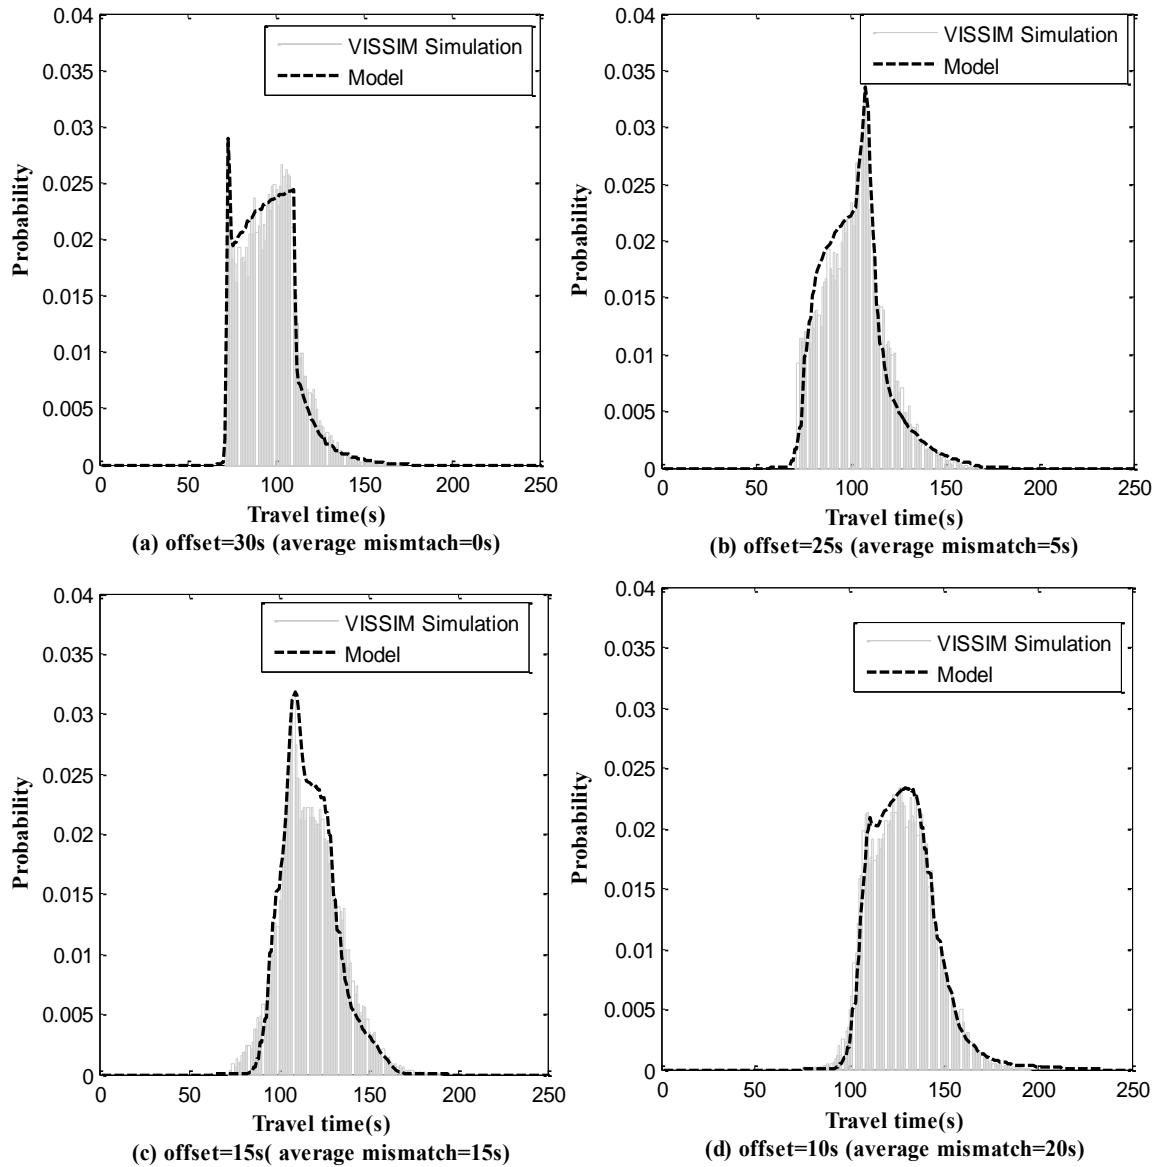 0.04
0.035
0.03
0.025
0.02
0.015
0.01
0.005
0
Probability
VISSIM Simulation
Model
0 50 100 150 200 250
Travel time(s)
(a) offset=30s (average mismtach=0s)
0.04
0.035
0.03
0.025
0.02
0.015
0.01
0.005
0
Probability
VISSIM Simulation
Model
0 50 100 150 200 250
Travel time(s)
(b) offset=25s (average mismatch=5s)
0.04
0.035
0.03
0.025
0.02
0.015
0.01
0.005
0
Probability
VISSIM Simulation
Model
0 50 100 150 200 250
Travel time(s)
(c) offset=15s( average mismatch=15s)
0.04
0.035
0.03
0.025
0.02
0.015
0.01
0.005
0
Probability
VISSIM Simulation
Model
0 50 100 150 200 250
Travel time(s)
(d) offset=10s (average mismatch=20s)